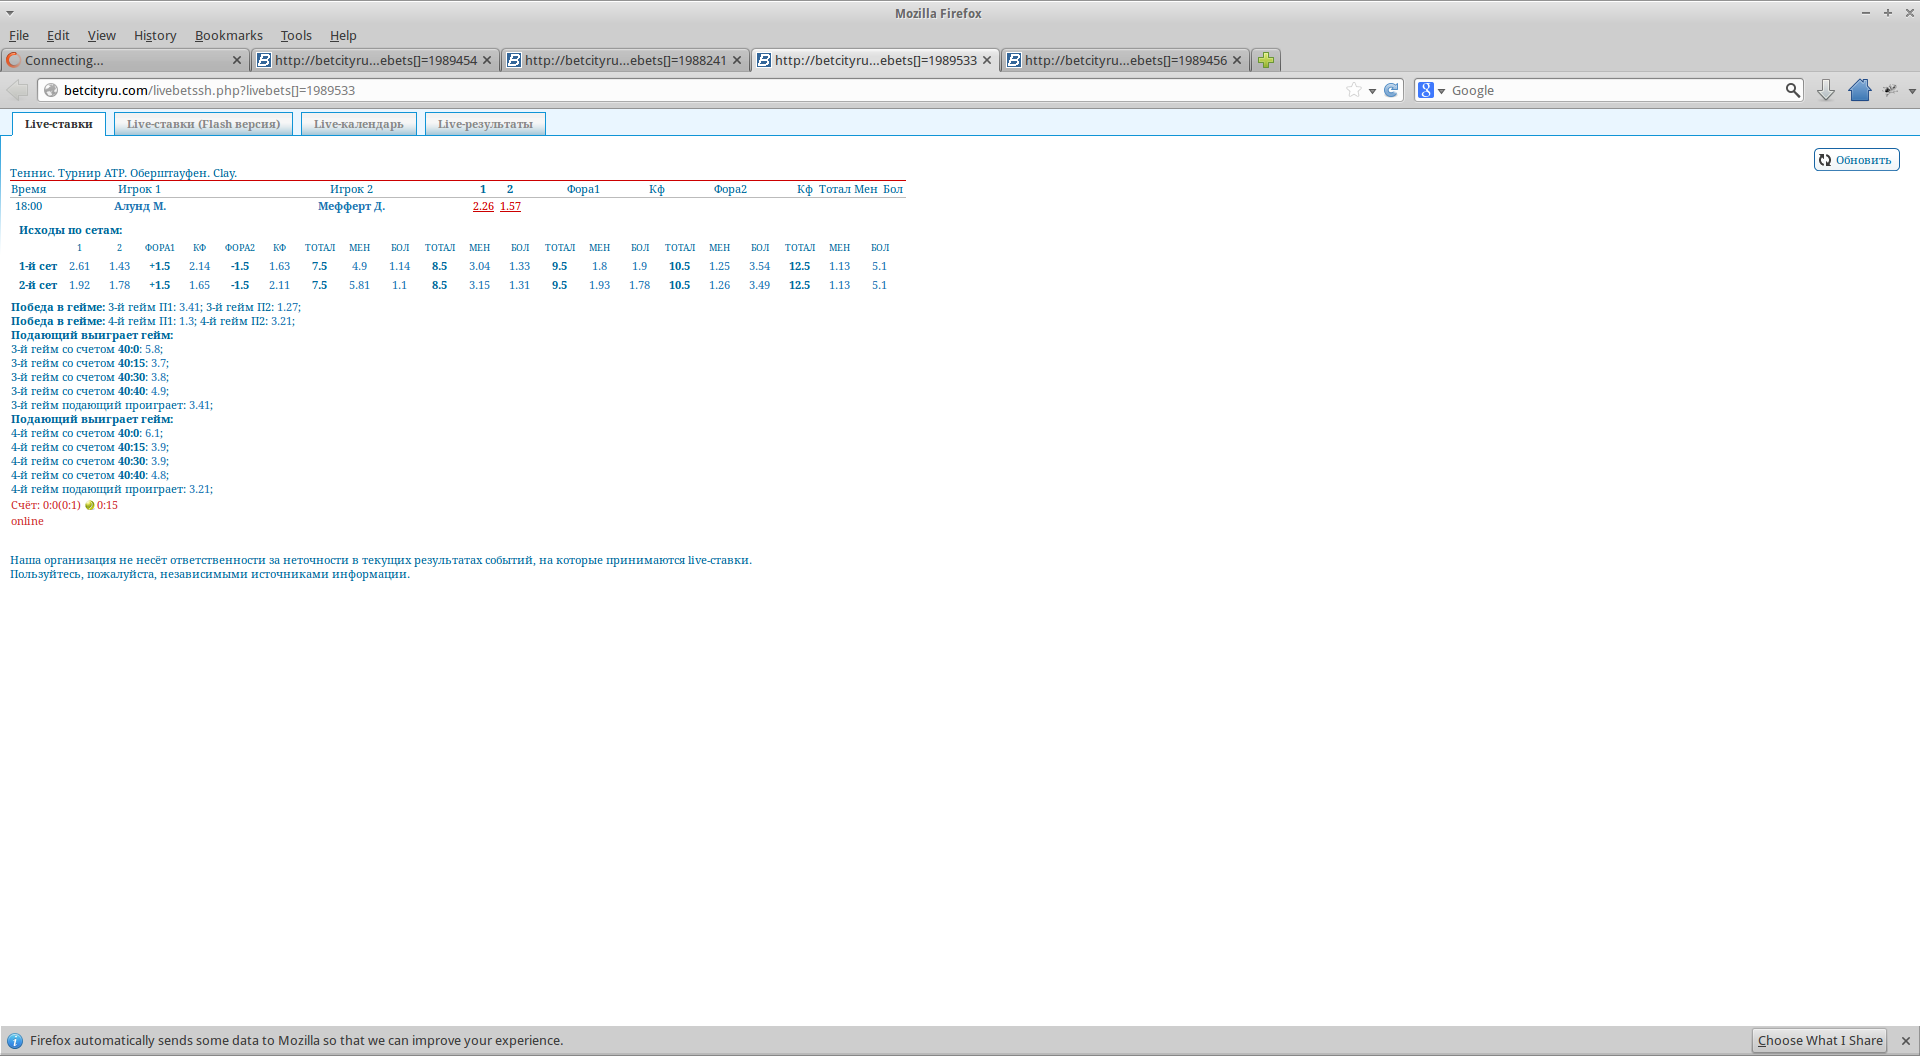 Mozilla Firefox
File Edit View History Bookmarks Tools Help
Connecting... http://betcityru...ebets[]=1989454 http://betcityru...ebets[]=1988241 http://betcityru...ebets[]=1989533 http://betcityru...ebets[]=1989456
betcityru.com/livebetssh.php?livebets[]=1989533 Google
Live-ставки Live-ставки (Flash версия) Live-календарь Live-результаты
Обновить
Теннис. Турнир ATP. Оберштауфен. Clay.
Время Игрок 1 Игрок 2 1 2 Фора1 Кф Фора2 Кф Тотал Мен Бол
18:00 Алунд М. Мефферт Д. 2.26 1.57
Исходы по сетам:
1 2 ФОРА1 КФ ФОРА2 КФ ТОТАЛ МЕН БОЛ ТОТАЛ МЕН БОЛ ТОТАЛ МЕН БОЛ ТОТАЛ МЕН БОЛ ТОТАЛ МЕН БОЛ
1-й сет 2.61 1.43 +1.5 2.14 -1.5 1.63 7.5 4.9 1.14 8.5 3.04 1.33 9.5 1.8 1.9 10.5 1.25 3.54 12.5 1.13 5.1
2-й сет 1.92 1.78 +1.5 1.65 -1.5 2.11 7.5 5.81 1.1 8.5 3.15 1.31 9.5 1.93 1.78 10.5 1.26 3.49 12.5 1.13 5.1
Победа в гейме: 3-й гейм П1: 3.41; 3-й гейм П2: 1.27;
Победа в гейме: 4-й гейм П1: 1.3; 4-й гейм П2: 3.21;
Подающий выиграет гейм:
3-й гейм со счетом 40:0: 5.8;
3-й гейм со счетом 40:15: 3.7;
3-й гейм со счетом 40:30: 3.8;
3-й гейм со счетом 40:40: 4.9;
3-й гейм подающий проиграет: 3.41;
Подающий выиграет гейм:
4-й гейм со счетом 40:0: 6.1;
4-й гейм со счетом 40:15: 3.9;
4-й гейм со счетом 40:30: 3.9;
4-й гейм со счетом 40:40: 4.8;
4-й гейм подающий проиграет: 3.21;
Счёт: 0:0(0:1) 0:15
online
Наша организация не несёт ответственности за неточности в текущих результатах событий, на которые принимаются live-ставки.
Пользуйтесь, пожалуйста, независимыми источниками информации.
Firefox automatically sends some data to Mozilla so that we can improve your experience. Choose What I Share